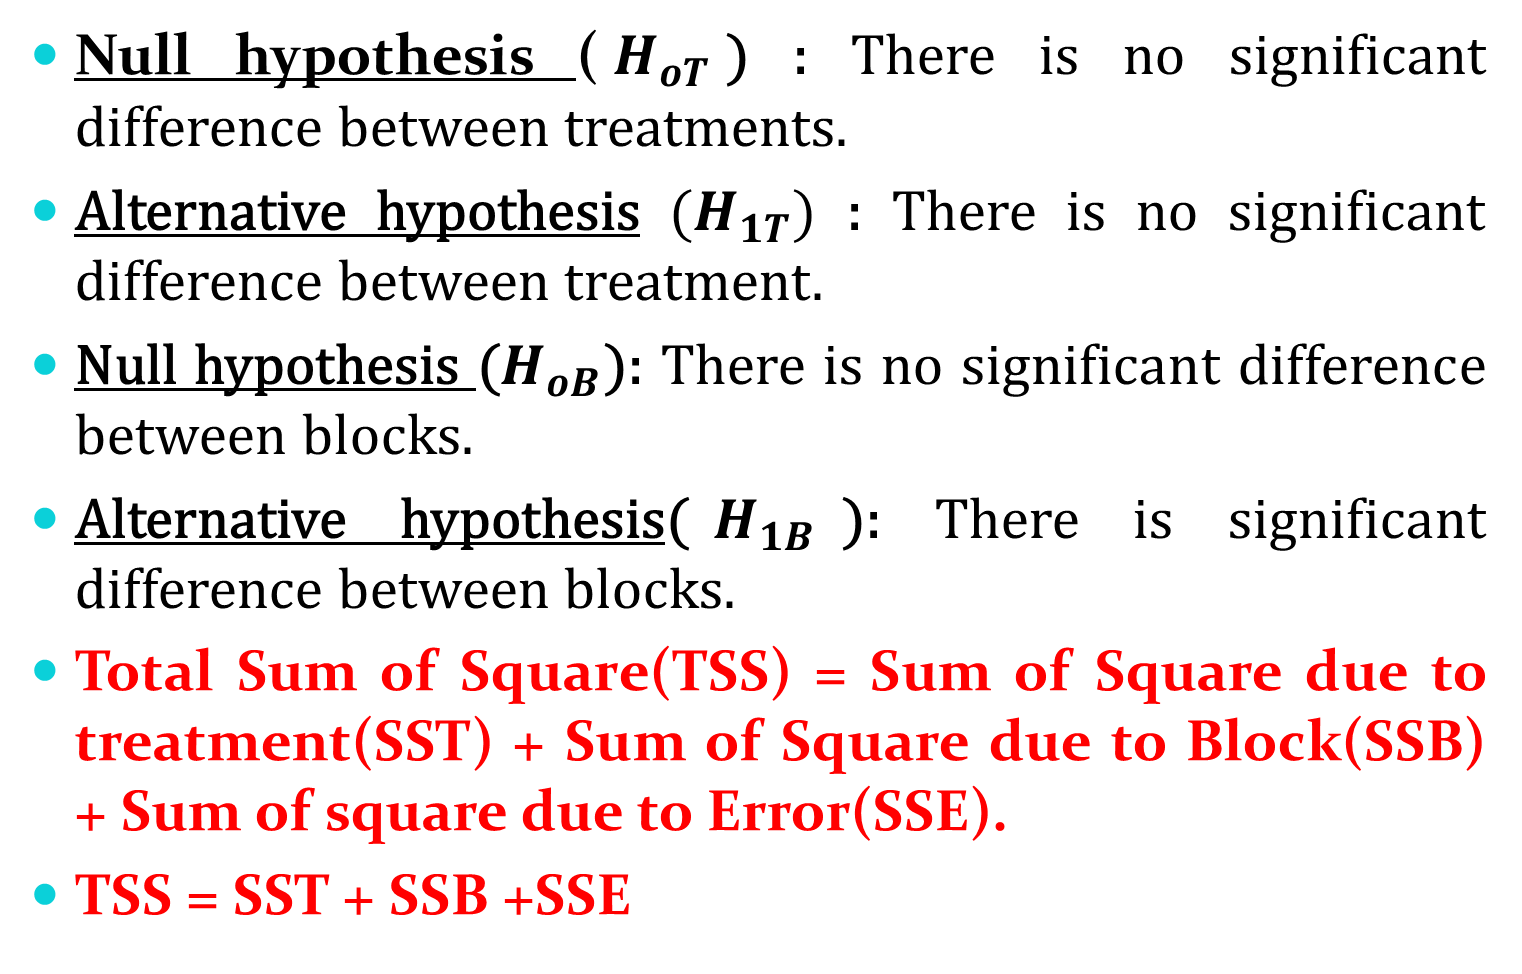 • Null hypothesis ( HoT ) : There is no significant
difference between treatments.
• Alternative hypothesis (H1T) : There is no significant
difference between treatment.
• Null hypothesis (HoB): There is no significant difference
between blocks.
• Alternative hypothesis( H1B ): There is significant
difference between blocks.
• Total Sum of Square(TSS) = Sum of Square due to
treatment(SST) + Sum of Square due to Block(SSB)
+ Sum of square due to Error(SSE).
• TSS = SST + SSB +SSE